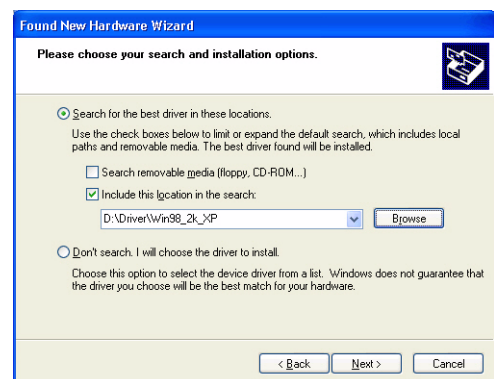 Found New Hardware Wizard
Please choose your search and installation options.
Search for the best driver in these locations.
Use the check boxes below to limit or expand the default search, which includes local
paths and removable media. The best driver found will be installed.
Search removable media (floppy, CD-ROM...)
Include this location in the search:
D:\Driver\Win98_2k_XP
Browse
Don't search. I will choose the driver to install.
Choose this option to select the device driver from a list. Windows does not guarantee that
the driver you choose will be the best match for your hardware.
< Back Next > Cancel